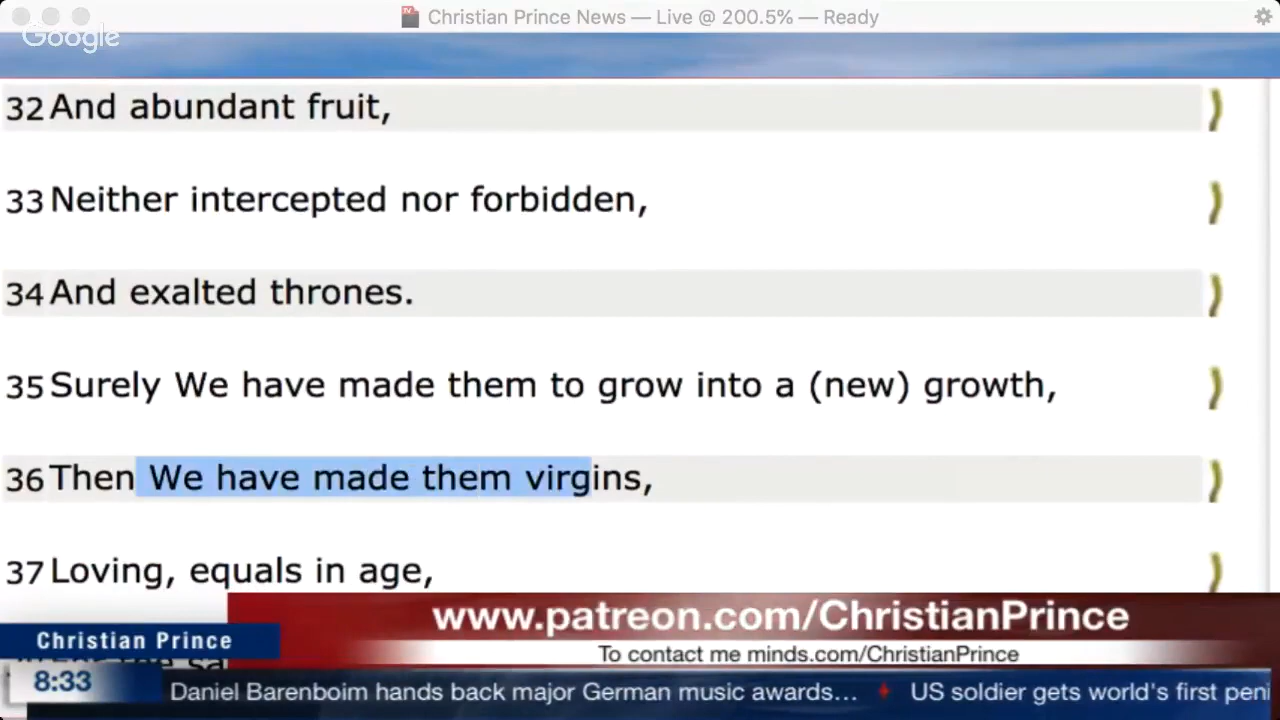 Christian Prince News — Live @ 200.5% — Ready
Google
32 And abundant fruit,
33 Neither intercepted nor forbidden,
34 And exalted thrones.
35 Surely We have made them to grow into a (new) growth,
36 Then We have made them virgins,
37 Loving, equals in age,
www.patreon.com/ChristianPrince
Christian Prince
To contact me minds.com/ChristianPrince
8:33
Daniel Barenboim hands back major German music awards... US soldier gets world's first peni